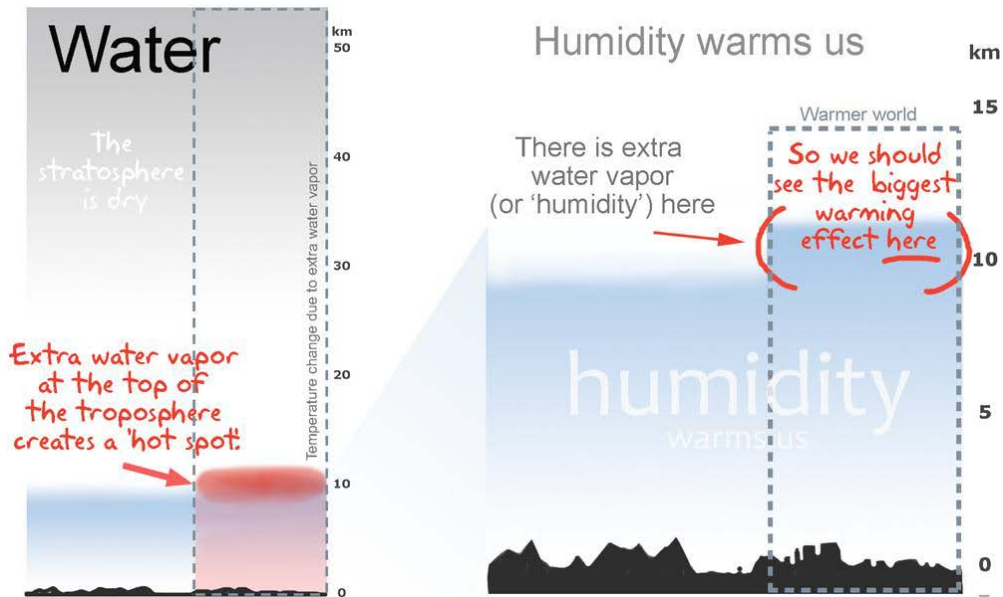 Water
The
stratosphere
is dry
km
50
40
30
20
10
0
Temperature change due to extra water vapor
Extra water vapor
at the top of
the troposphere
creates a 'hot spot'.
Humidity warms us
km
15
10
5
0
Warmer world
There is extra
water vapor
(or 'humidity') here
So we should
see the biggest
warming
effect here
humidity
warms us